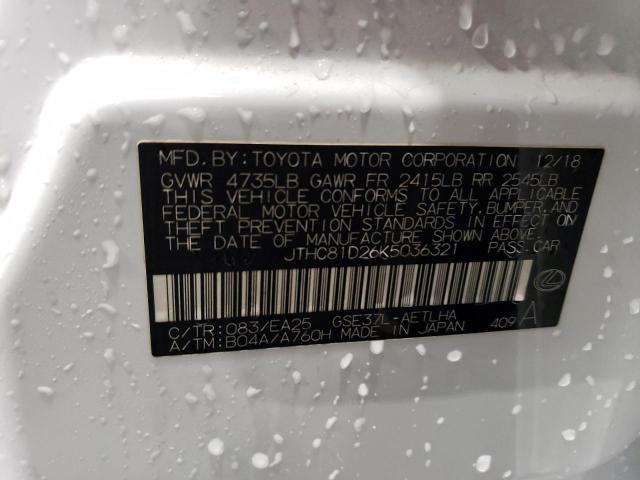 MFD. BY: TOYOTA MOTOR CORPORATION 12/18
GVWR 4735LB GAWR FR 2415LB RR 2545LB
THIS VEHICLE CONFORMS TO ALL APPLICABLE
FEDERAL MOTOR VEHICLE SAFETY, BUMPER, AND
THEFT PREVENTION STANDARDS IN EFFECT
ON THE DATE OF MANUFACTURE SHOWN ABOVE.
JTHC81D26K5036321 PASS.CAR
C/TR: 083/EA25 GSE37L-AETLHA
A/TM: B04A/A760H MADE IN JAPAN 409 A